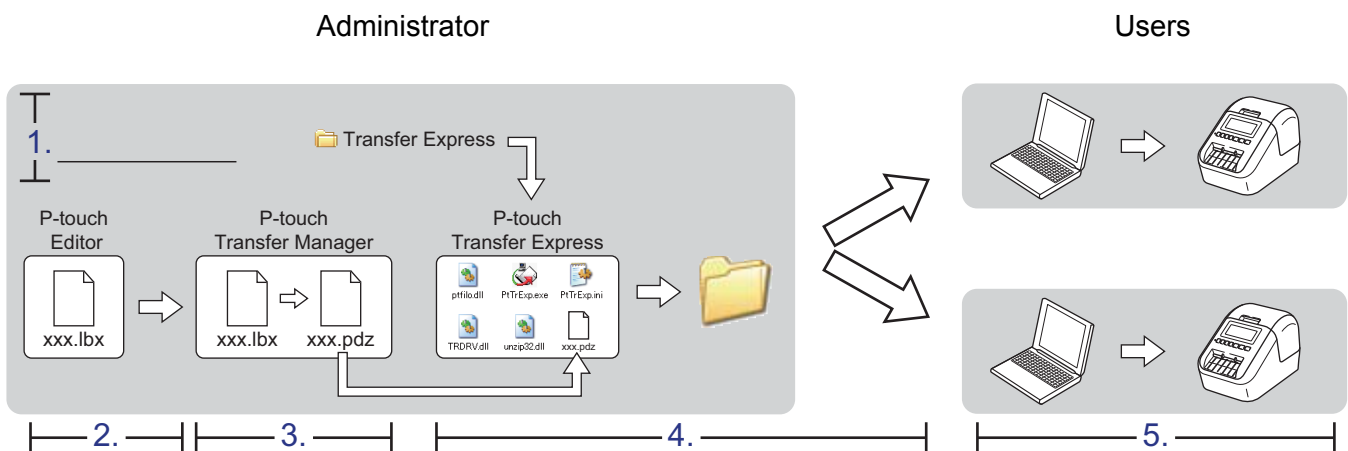 Administrator
Users
1.
Transfer Express
P-touch
Editor
P-touch
Transfer Manager
P-touch
Transfer Express
xxx.lbx
xxx.lbx
xxx.pdz
ptfilo.dll
PtTrExp.exe
PtTrExp.ini
TRDRV.dll
unzip32.dll
xxx.pdz
2.
3.
4.
5.